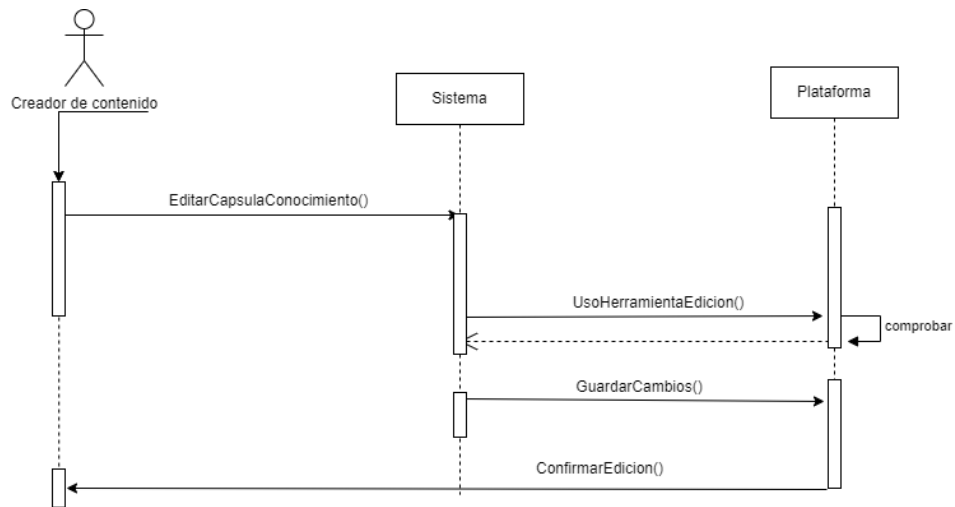 Creador de contenido
Sistema
Plataforma
EditarCapsulaConocimiento()
UsoHerramientaEdicion()
comprobar
GuardarCambios()
ConfirmarEdicion()